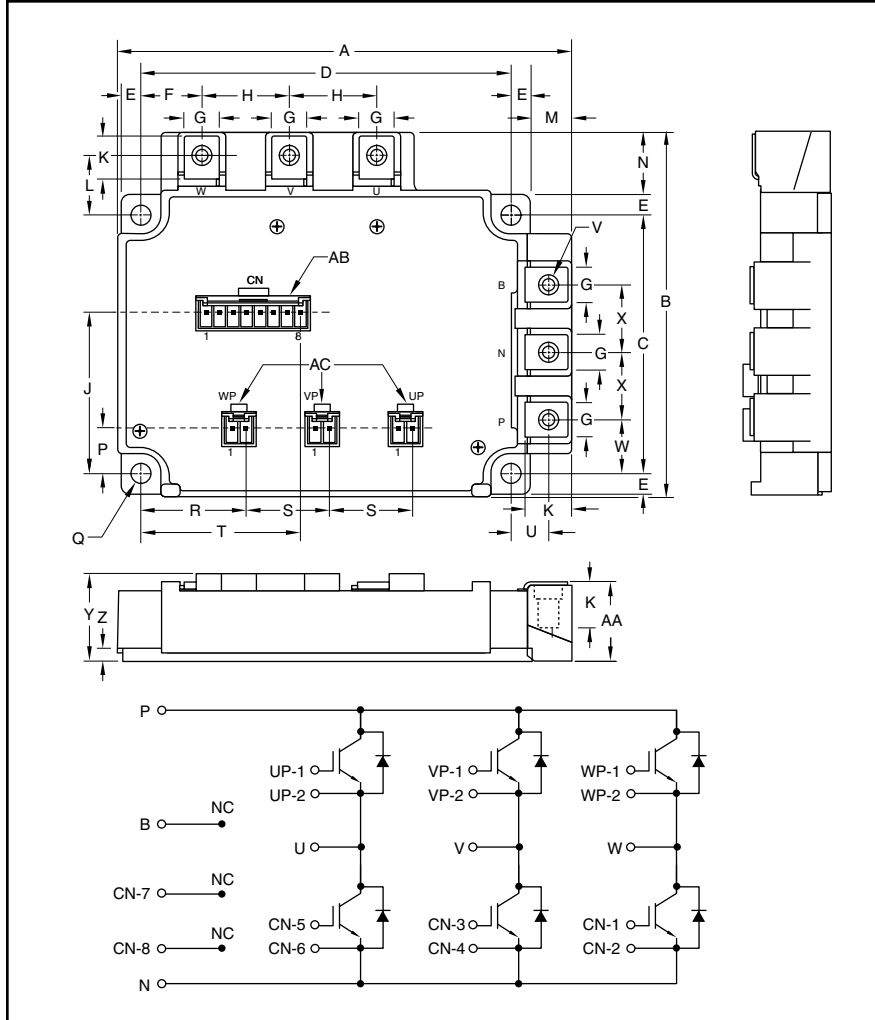 A
D
E F H H E
G G G M
K
L
N
W V U
E
V
AB
CN
B G
B
X
C
1 8
J
N G
AC
X
WP VP UP
P G
W
P
1 1 1
E
R S S
K
Q
T
U
Y
Z
K
AA
P
UP-1 VP-1 WP-1
UP-2 VP-2 WP-2
NC
B
U V W
NC
CN-7
CN-5 CN-3 CN-1
NC
CN-8 CN-6 CN-4 CN-2
N